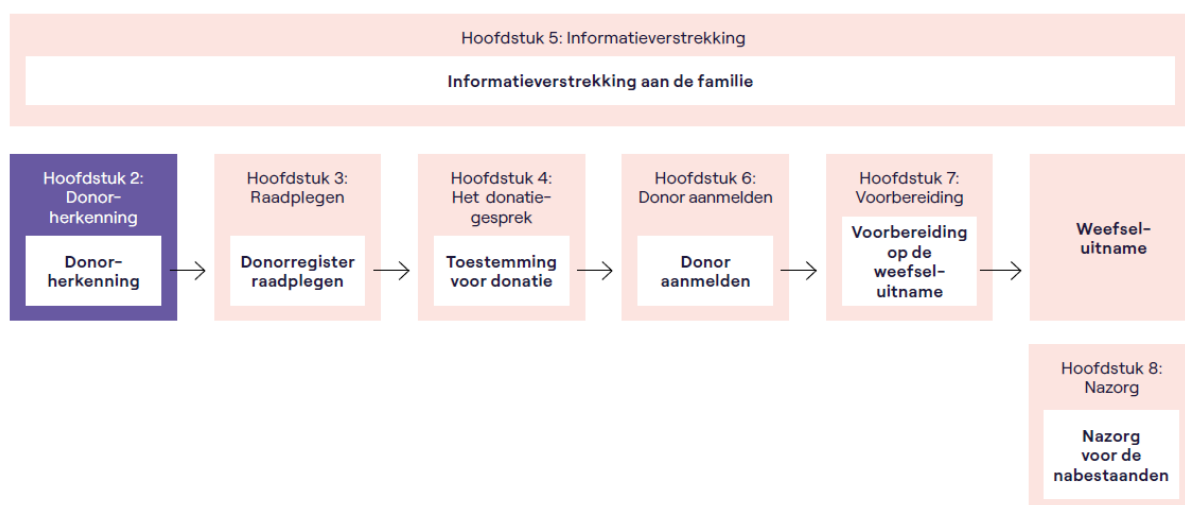 Hoofdstuk 5: Informatieverstrekking
Informatieverstrekking aan de familie
Hoofdstuk 2:
Donor-
herkenning
Donor-
herkenning
Hoofdstuk 3:
Raadplegen
Donorregister
raadplegen
Hoofdstuk 4:
Het donatie-
gesprek
Toestemming
voor donatie
Hoofdstuk 6:
Donor aanmelden
Donor
aanmelden
Hoofdstuk 7:
Voorbereiding
Voorbereiding
op de
weefsel-
uitname
Weefsel-
uitname
Hoofdstuk 8:
Nazorg
Nazorg
voor de
nabestaanden